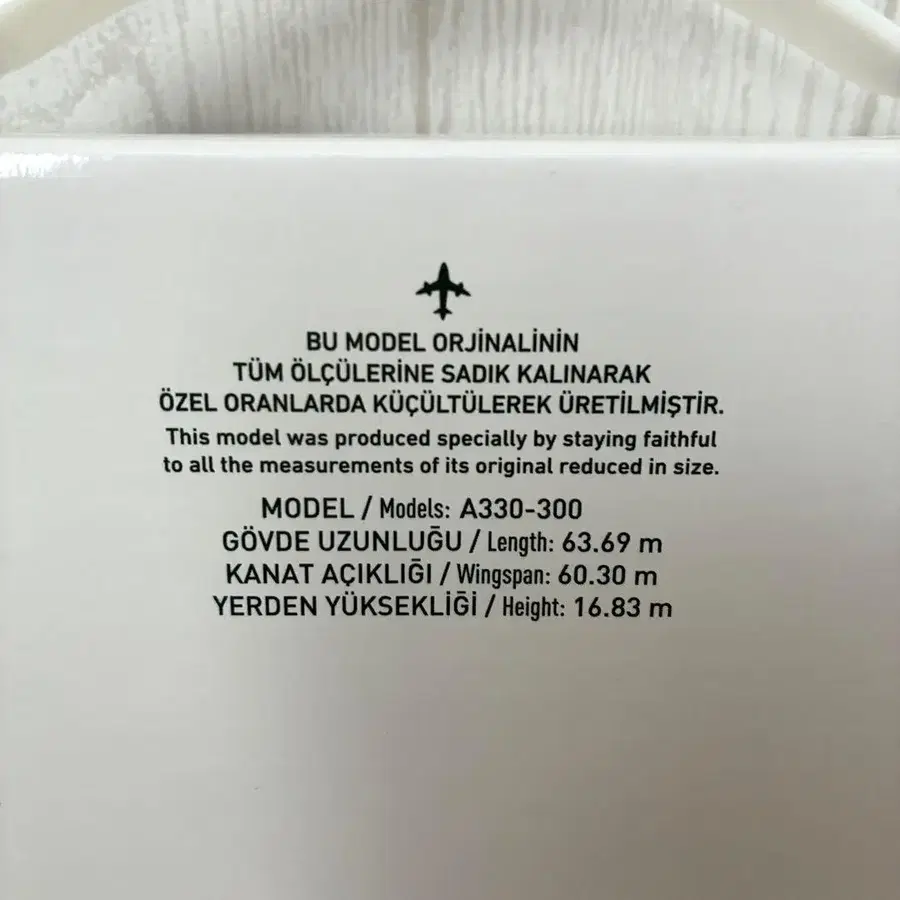 BU MODEL ORJİNALİNİN
TÜM ÖLÇÜLERİNE SADIK KALINARAK
ÖZEL ORANLARDA KÜÇÜLTÜLEREK ÜRETİLMİŞTİR.
This model was produced specially by staying faithful
to all the measurements of its original reduced in size.
MODEL / Models: A330-300
GÖVDE UZUNLUĞU / Length: 63.69 m
KANAT AÇIKLIĞI / Wingspan: 60.30 m
YERDEN YÜKSEKLİĞİ / Height: 16.83 m